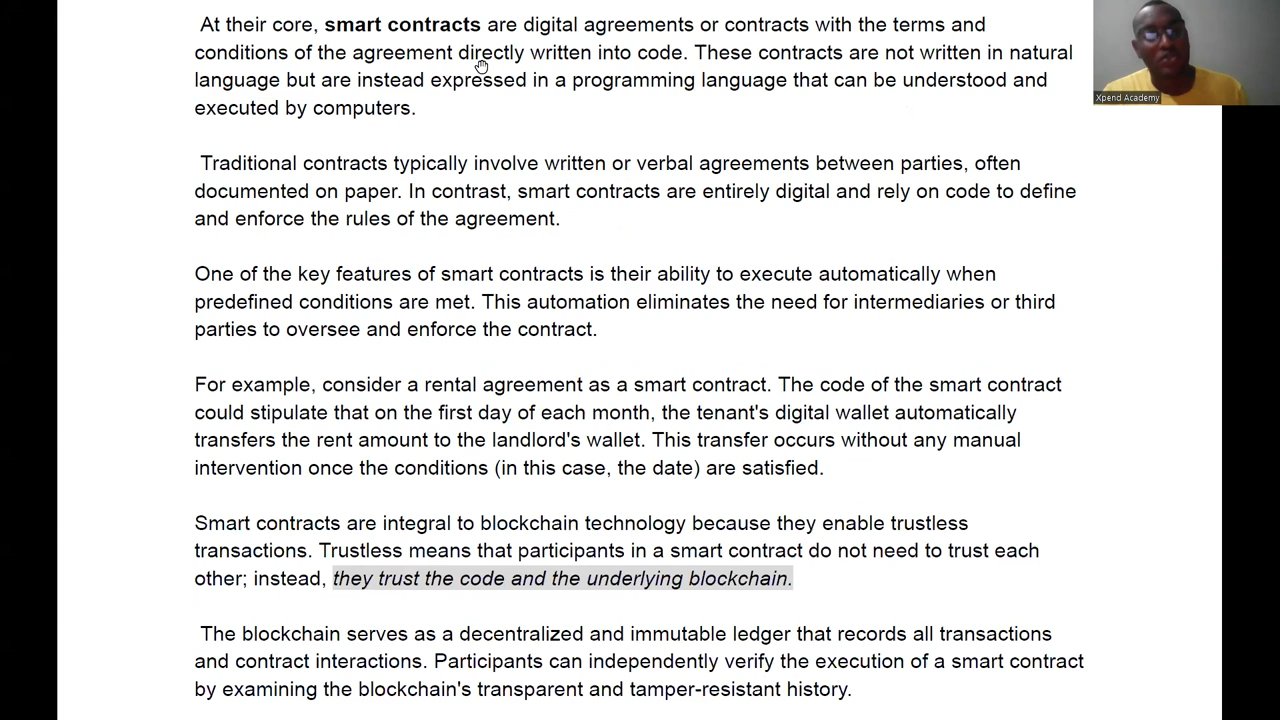 At their core, smart contracts are digital agreements or contracts with the terms and
conditions of the agreement directly written into code. These contracts are not written in natural
language but are instead expressed in a programming language that can be understood and
executed by computers.
Traditional contracts typically involve written or verbal agreements between parties, often
documented on paper. In contrast, smart contracts are entirely digital and rely on code to define
and enforce the rules of the agreement.
One of the key features of smart contracts is their ability to execute automatically when
predefined conditions are met. This automation eliminates the need for intermediaries or third
parties to oversee and enforce the contract.
For example, consider a rental agreement as a smart contract. The code of the smart contract
could stipulate that on the first day of each month, the tenant's digital wallet automatically
transfers the rent amount to the landlord's wallet. This transfer occurs without any manual
intervention once the conditions (in this case, the date) are satisfied.
Smart contracts are integral to blockchain technology because they enable trustless
transactions. Trustless means that participants in a smart contract do not need to trust each
other; instead, they trust the code and the underlying blockchain.
The blockchain serves as a decentralized and immutable ledger that records all transactions
and contract interactions. Participants can independently verify the execution of a smart contract
by examining the blockchain's transparent and tamper-resistant history.
Xpend Academy